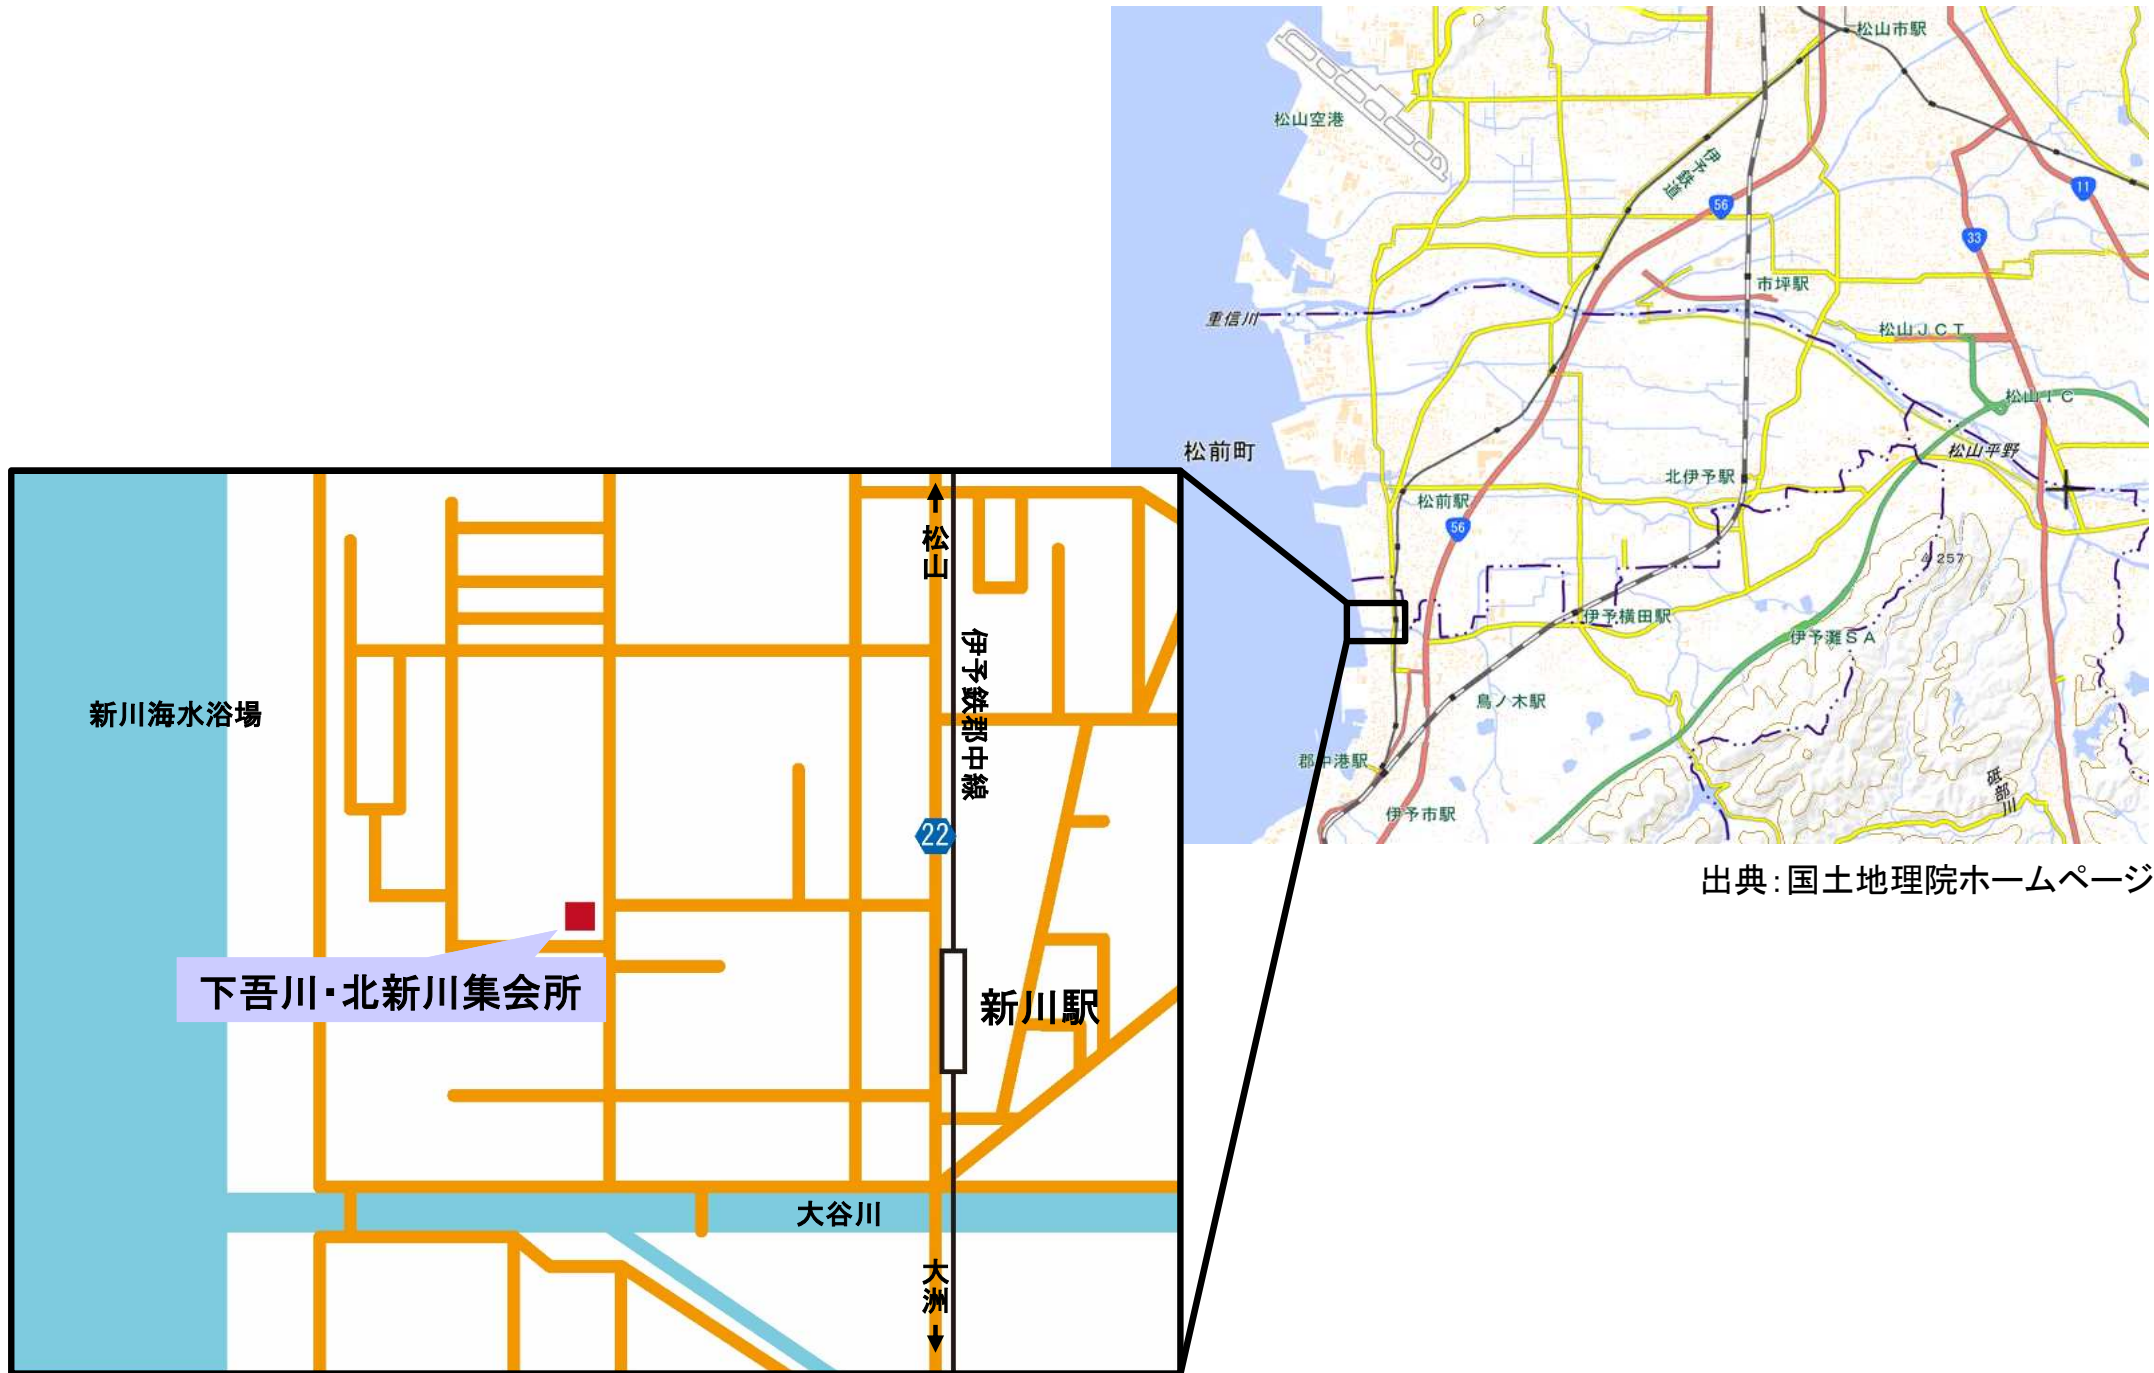 松山市駅
松山空港
伊予鉄道
11
56
33
市坪駅
重信川
松山JCT
松山IC
松前町
松山平野
北伊予駅
松前駅
56
257
伊予横田駅
伊予灘SA
鳥ノ木駅
郡中港駅
砥部川
伊予市駅
出典:国土地理院ホームページ
↑松山
伊予鉄郡中線
新川海水浴場
22
下吾川・北新川集会所
新川駅
大谷川
大洲↓